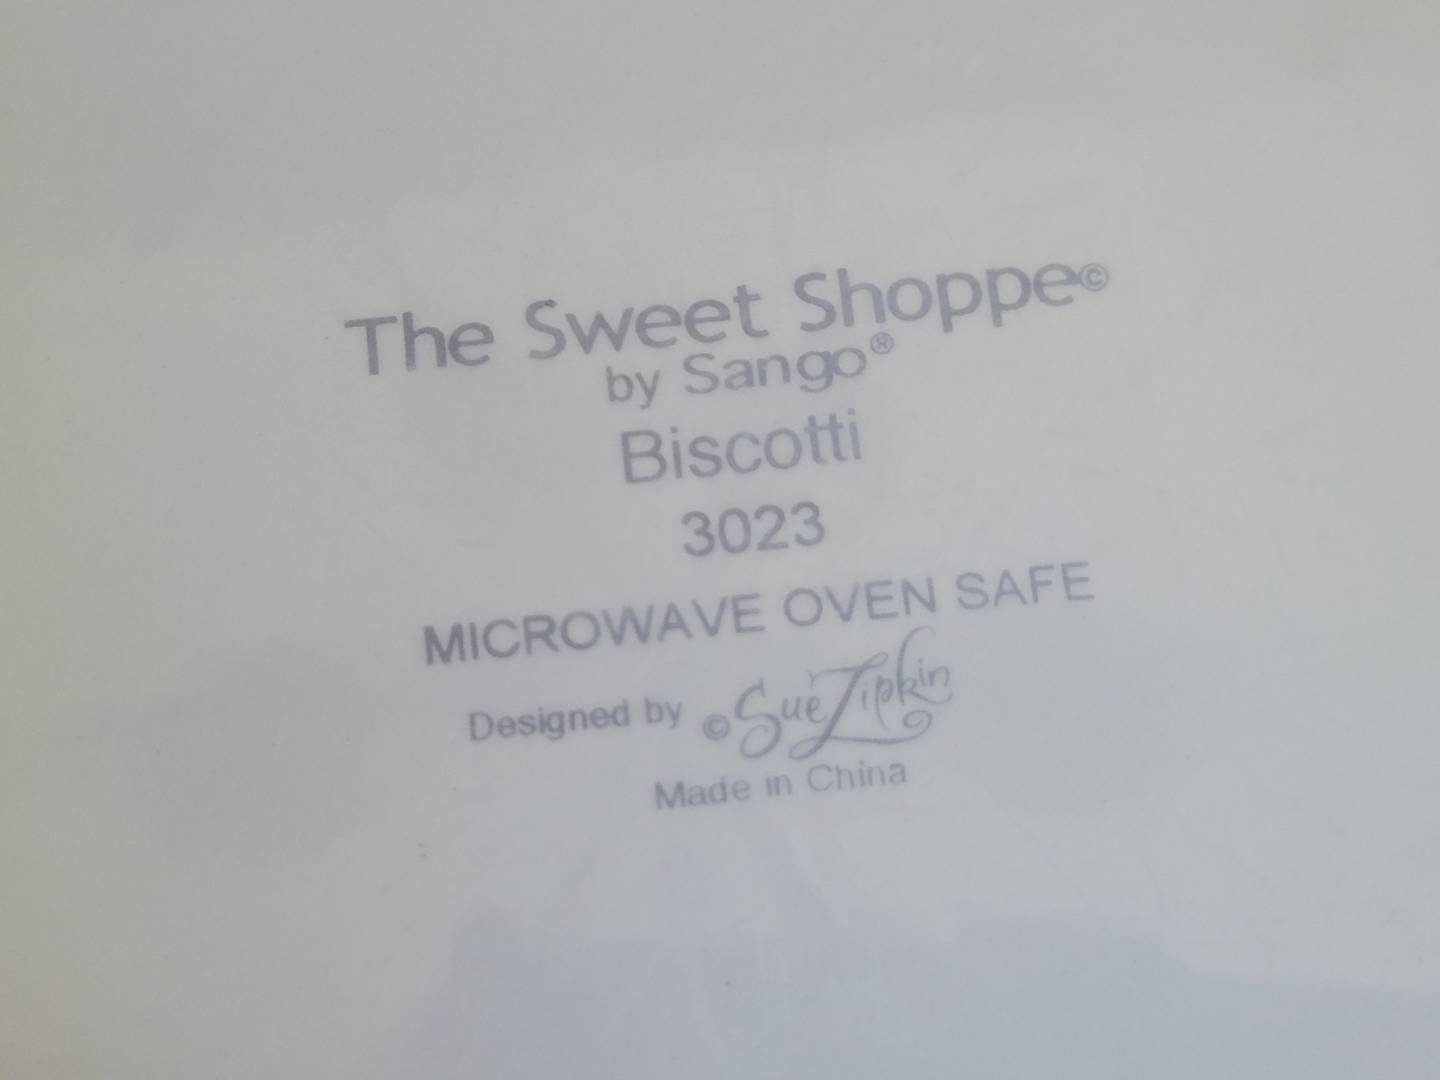 The Sweet Shoppe©
by Sango®
Biscotti
3023
MICROWAVE OVEN SAFE
Designed by © Sue Zipkin
Made in China